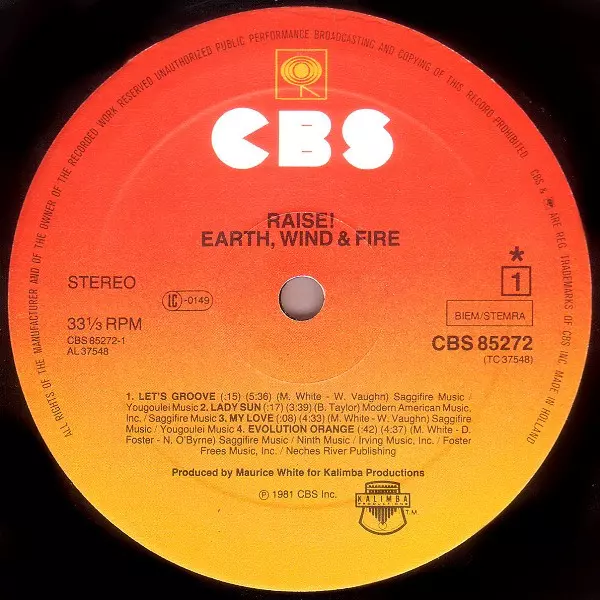 ALL RIGHTS OF THE MANUFACTURER AND OF THE OWNER OF THE RECORDED WORK RESERVED UNAUTHORIZED PUBLIC PERFORMANCE BROADCASTING AND COPYING OF THIS RECORD PROHIBITED
CBS & ARE REG. TRADEMARKS OF CBS INC. MADE IN HOLLAND
CBS
RAISE!
EARTH, WIND & FIRE
STEREO
LC-0149
33⅓ RPM
CBS 85272-1
AL 37548
*
1
BIEM/STEMRA
CBS 85272
(TC 37548)
1. LET'S GROOVE (:15) (5:36) (M. White - W. Vaughn) Saggifire Music /
Yougoulei Music 2. LADY SUN (:17) (3:39) (B. Taylor) Modern American Music,
Inc. / Saggifire Music 3. MY LOVE (:08) (4:33) (M. White - W. Vaughn) Saggifire
Music / Yougoulei Music 4. EVOLUTION ORANGE (:42) (4:37) (M. White - D.
Foster - N. O'Byrne) Saggifire Music / Ninth Music / Irving Music, Inc. / Foster
Frees Music, Inc. / Neches River Publishing
Produced by Maurice White for Kalimba Productions
℗ 1981 CBS Inc.
KALIMBA
PRODUCTIONS
T.M.